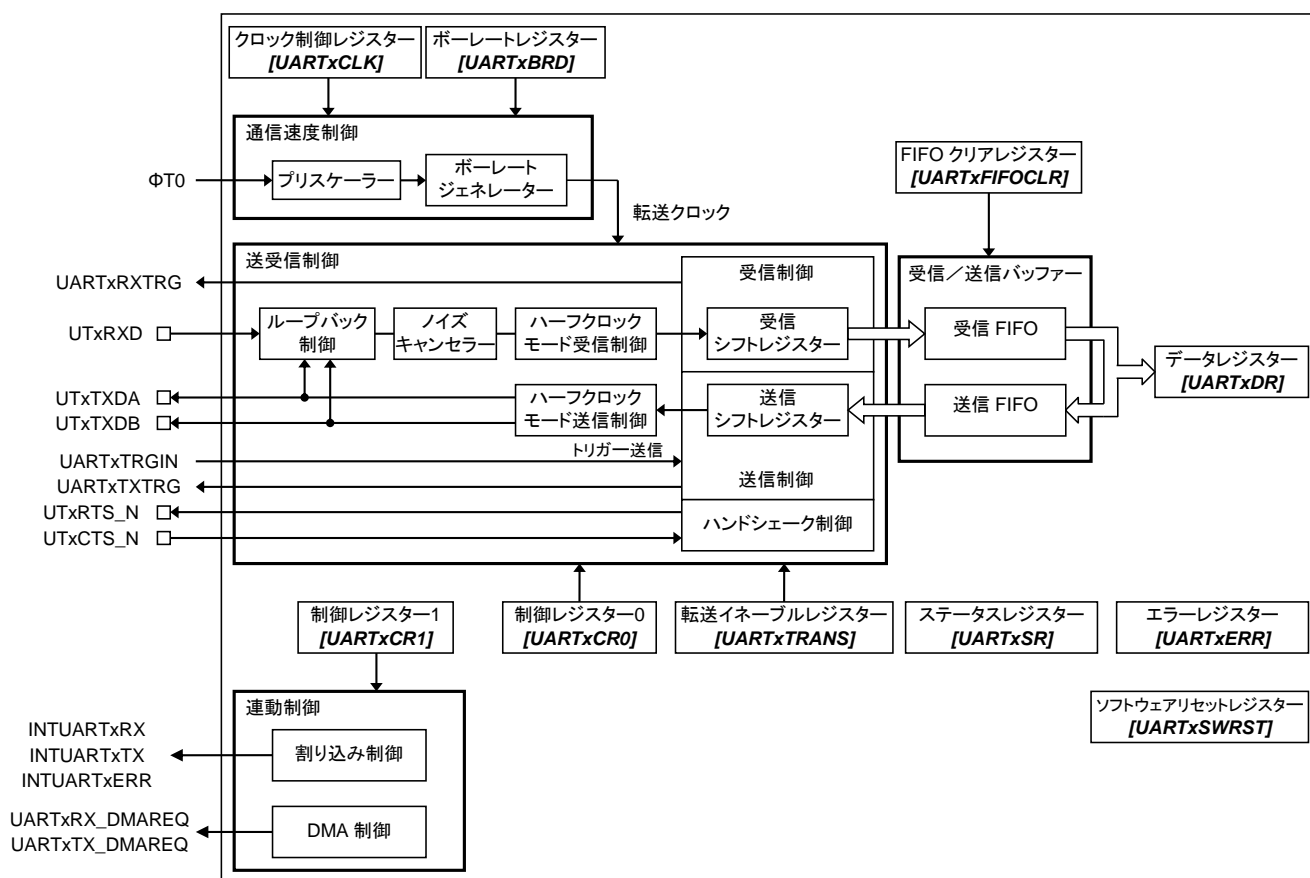 クロック制御レジスター
[UARTxCLK]
ボーレートレジスター
[UARTxBRD]
通信速度制御
ΦT0
プリスケーラー
ボーレート
ジェネレーター
転送クロック
FIFO クリアレジスター
[UARTxFIFOCLR]
送受信制御
受信制御
受信／送信バッファー
UARTxRXTRG
UTxRXD
ループバック
制御
ノイズ
キャンセラー
ハーフクロック
モード受信制御
受信
シフトレジスター
受信 FIFO
データレジスター
[UARTxDR]
UTxTXDA
UTxTXDB
ハーフクロック
モード送信制御
送信
シフトレジスター
送信 FIFO
トリガー送信
UARTxTRGIN
UARTxTXTRG
送信制御
UTxRTS_N
UTxCTS_N
ハンドシェーク制御
制御レジスター1
[UARTxCR1]
制御レジスター0
[UARTxCR0]
転送イネーブルレジスター
[UARTxTRANS]
ステータスレジスター
[UARTxSR]
エラーレジスター
[UARTxERR]
ソフトウェアリセットレジスター
[UARTxSWRST]
連動制御
INTUARTxRX
INTUARTxTX
INTUARTxERR
割り込み制御
UARTxRX_DMAREQ
UARTxTX_DMAREQ
DMA 制御